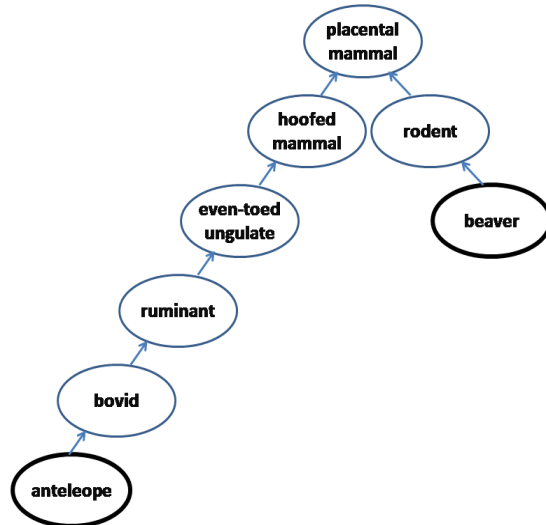 placental
mammal
hoofed
mammal
rodent
even-toed
ungulate
beaver
ruminant
bovid
anteleope